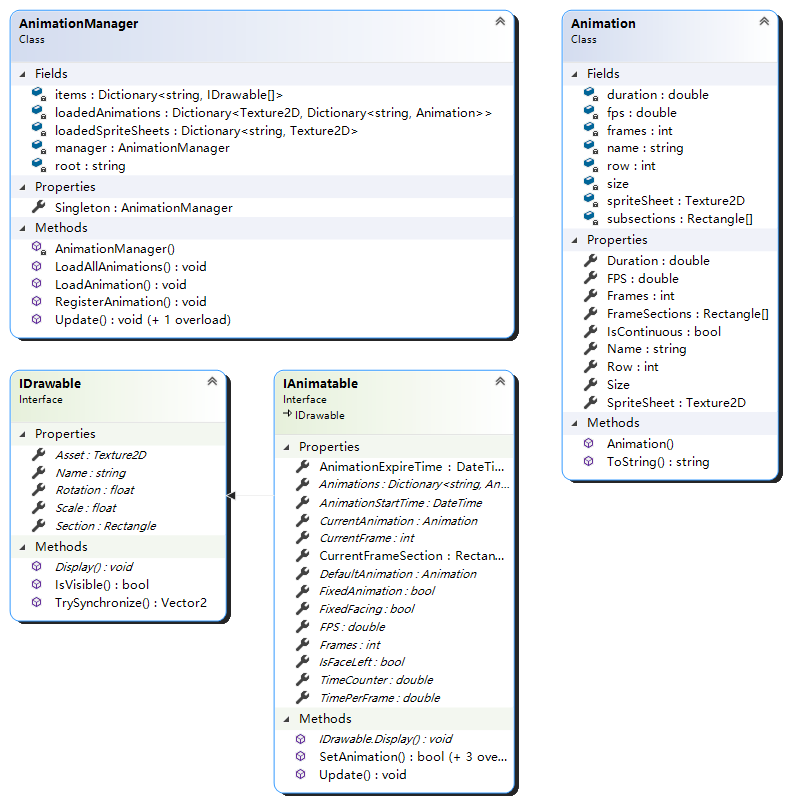 AnimationManager
Class
Fields
items : Dictionary<string, IDrawable[]>
loadedAnimations : Dictionary<Texture2D, Dictionary<string, Animation>>
loadedSpriteSheets : Dictionary<string, Texture2D>
manager : AnimationManager
root : string
Properties
Singleton : AnimationManager
Methods
AnimationManager()
LoadAllAnimations() : void
LoadAnimation() : void
RegisterAnimation() : void
Update() : void (+ 1 overload)
Animation
Class
Fields
duration : double
fps : double
frames : int
name : string
row : int
size
spriteSheet : Texture2D
subsections : Rectangle[]
Properties
Duration : double
FPS : double
Frames : int
FrameSections : Rectangle[]
IsContinuous : bool
Name : string
Row : int
Size
SpriteSheet : Texture2D
Methods
Animation()
ToString() : string
IDrawable
Interface
Properties
Asset : Texture2D
Name : string
Rotation : float
Scale : float
Section : Rectangle
Methods
Display() : void
IsVisible() : bool
TrySynchronize() : Vector2
IAnimatable
Interface
IDrawable
Properties
AnimationExpireTime : DateTi...
Animations : Dictionary<string, An...
AnimationStartTime : DateTime
CurrentAnimation : Animation
CurrentFrame : int
CurrentFrameSection : Rectan...
DefaultAnimation : Animation
FixedAnimation : bool
FixedFacing : bool
FPS : double
Frames : int
IsFaceLeft : bool
TimeCounter : double
TimePerFrame : double
Methods
IDrawable.Display() : void
SetAnimation() : bool (+ 3 ove...
Update() : void